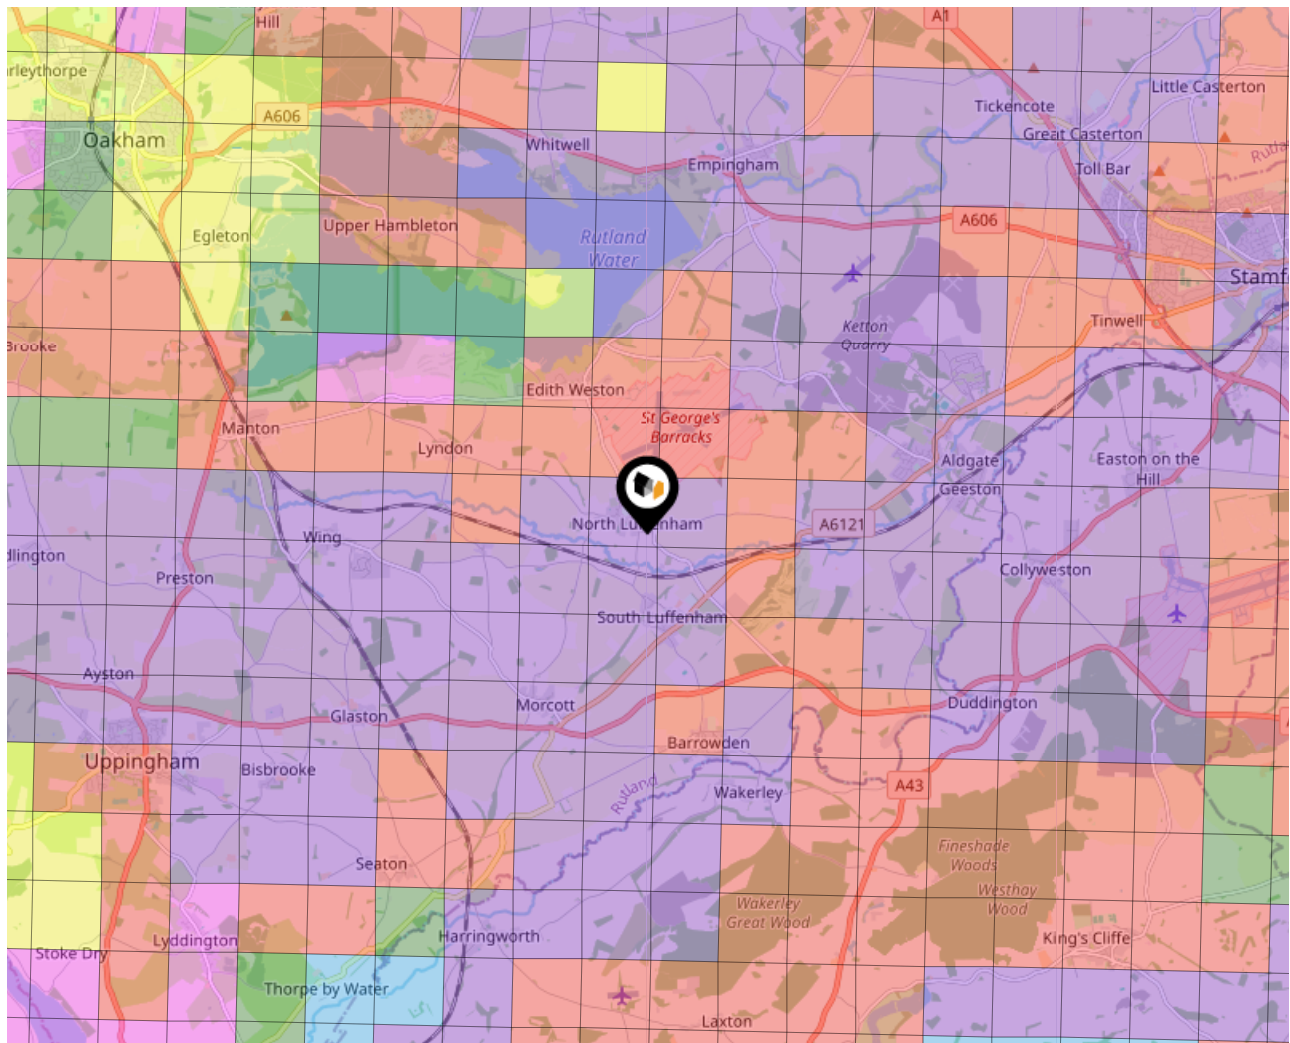 Hill
A1
arleythorpe
Little Casterton
Tickencote
A606
Great Casterton
Oakham
Whitwell
Empingham
Toll Bar
A606
Upper Hambleton
Egleton
Rutland
Water
Stamf
Ketton
Quarry
Tinwell
Brooke
Edith Weston
St George's
Barracks
Manton
Lyndon
Aldgate
Geeston
Easton on the
Hill
North Luffenham
A6121
Wing
dlington
Preston
Collyweston
South Luffenham
Ayston
Morcott
Duddington
Glaston
Barrowden
Uppingham
Bisbrooke
Rutland
Wakerley
A43
Fineshade
Woods
Seaton
Westhay
Wood
Wakerley
Great Wood
Lyddington
Harringworth
King's Cliffe
Stoke Dry
Thorpe by Water
Laxton